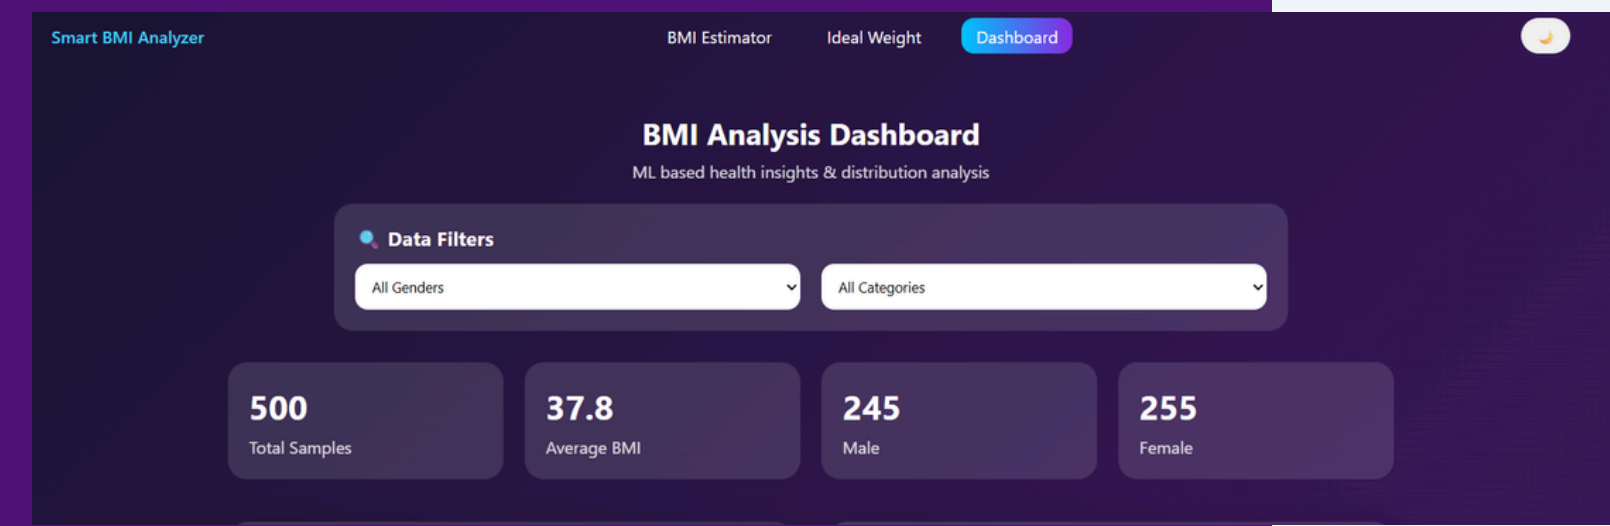 Smart BMI Analyzer
BMI Estimator
Ideal Weight
Dashboard
BMI Analysis Dashboard
ML based health insights & distribution analysis
Data Filters
All Genders
All Categories
500
Total Samples
37.8
Average BMI
245
Male
255
Female